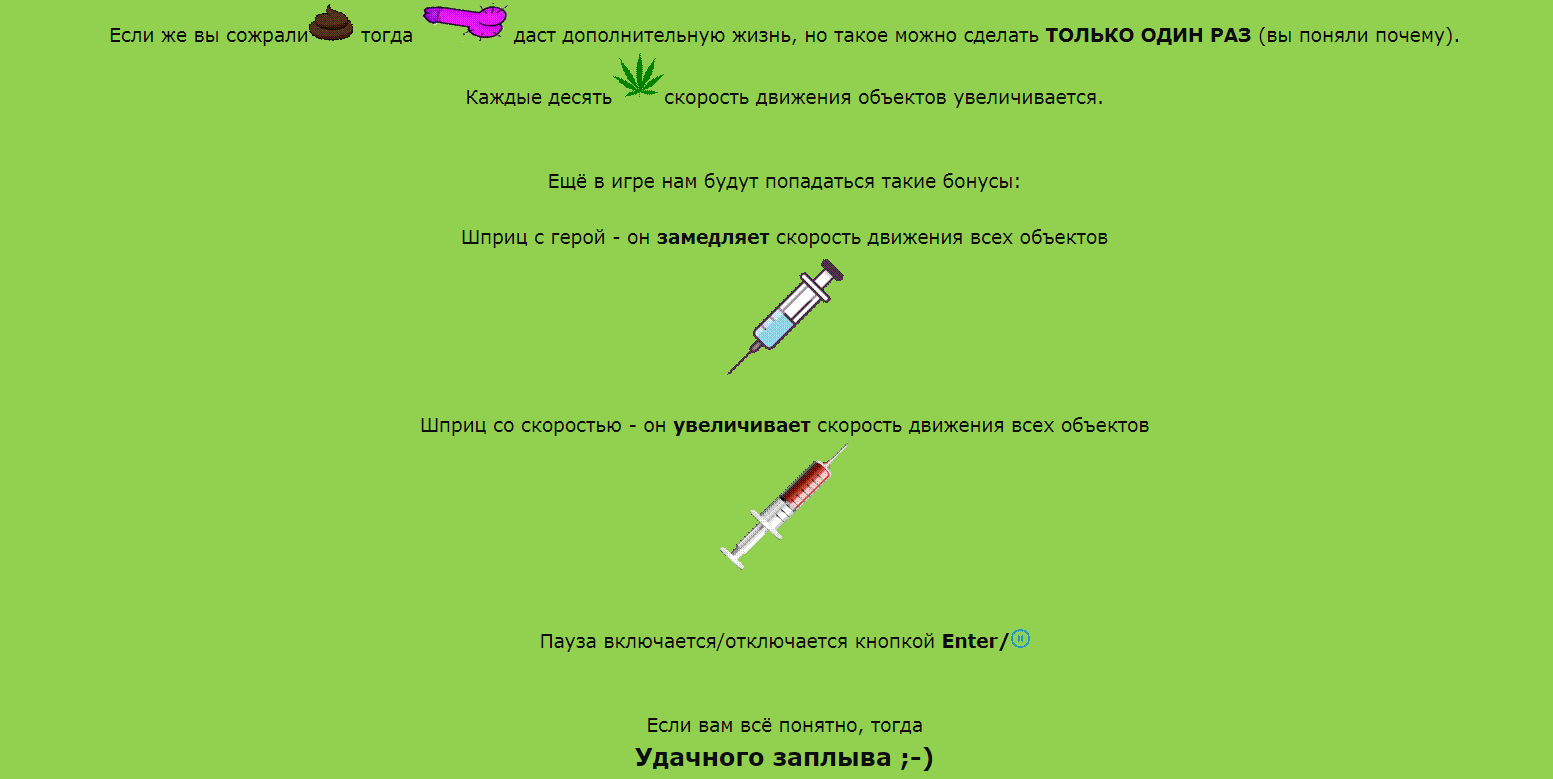 Если же вы сожрали тогда даст дополнительную жизнь, но такое можно сделать ТОЛЬКО ОДИН РАЗ (вы поняли почему).
Каждые десять скорость движения объектов увеличивается.
Ещё в игре нам будут попадаться такие бонусы:
Шприц с герой - он замедляет скорость движения всех объектов
Шприц со скоростью - он увеличивает скорость движения всех объектов
Пауза включается/отключается кнопкой Enter/
Если вам всё понятно, тогда
Удачного заплыва ;-)